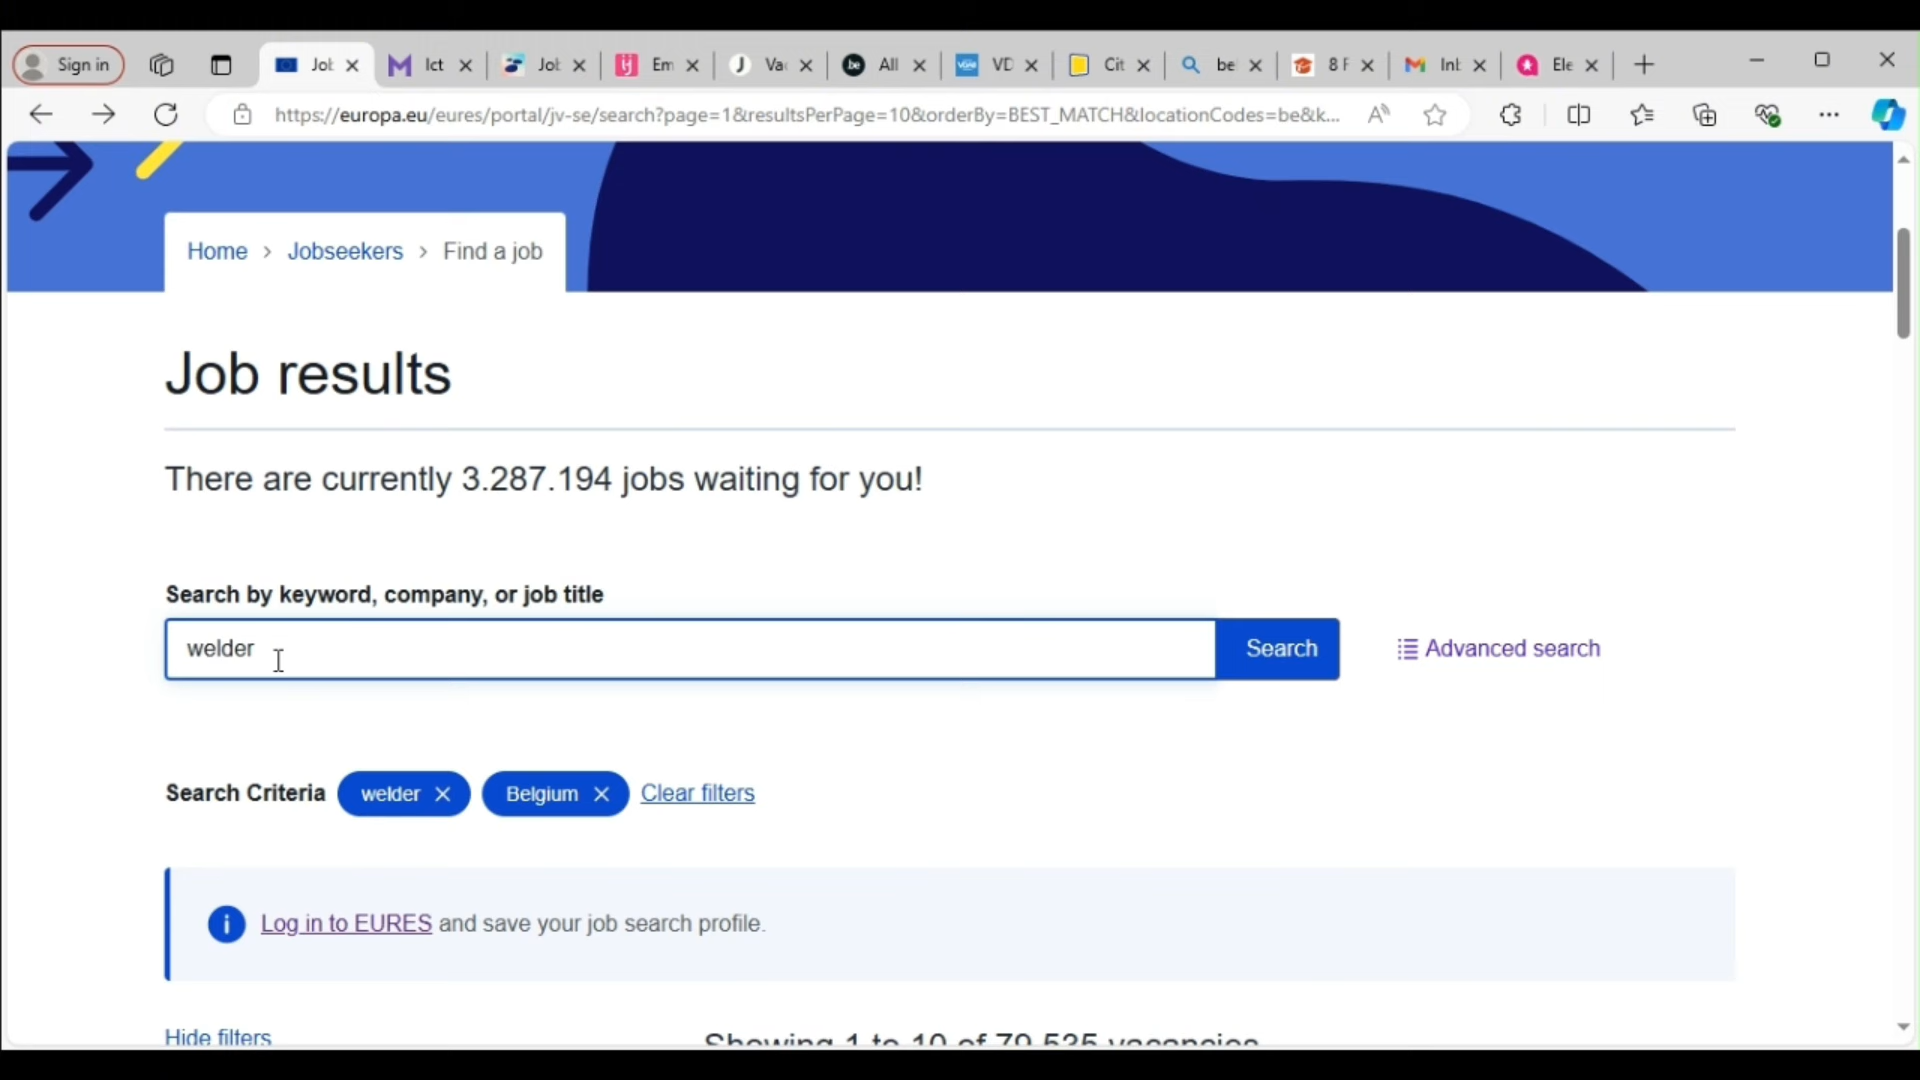 Sign in
Job
Ict
Job
Em
Va
All
VD
Cit
be
8 F
Int
Ele
https://europa.eu/eures/portal/jv-se/search?page=1&resultsPerPage=10&orderBy=BEST_MATCH&locationCodes=be&k...
Home > Jobseekers > Find a job
Job results
There are currently 3.287.194 jobs waiting for you!
Search by keyword, company, or job title
welder
Search
Advanced search
Search Criteria welder Belgium Clear filters
Log in to EURES and save your job search profile.
Hide filters
Showing 1 to 10 of 79.535 vacancies